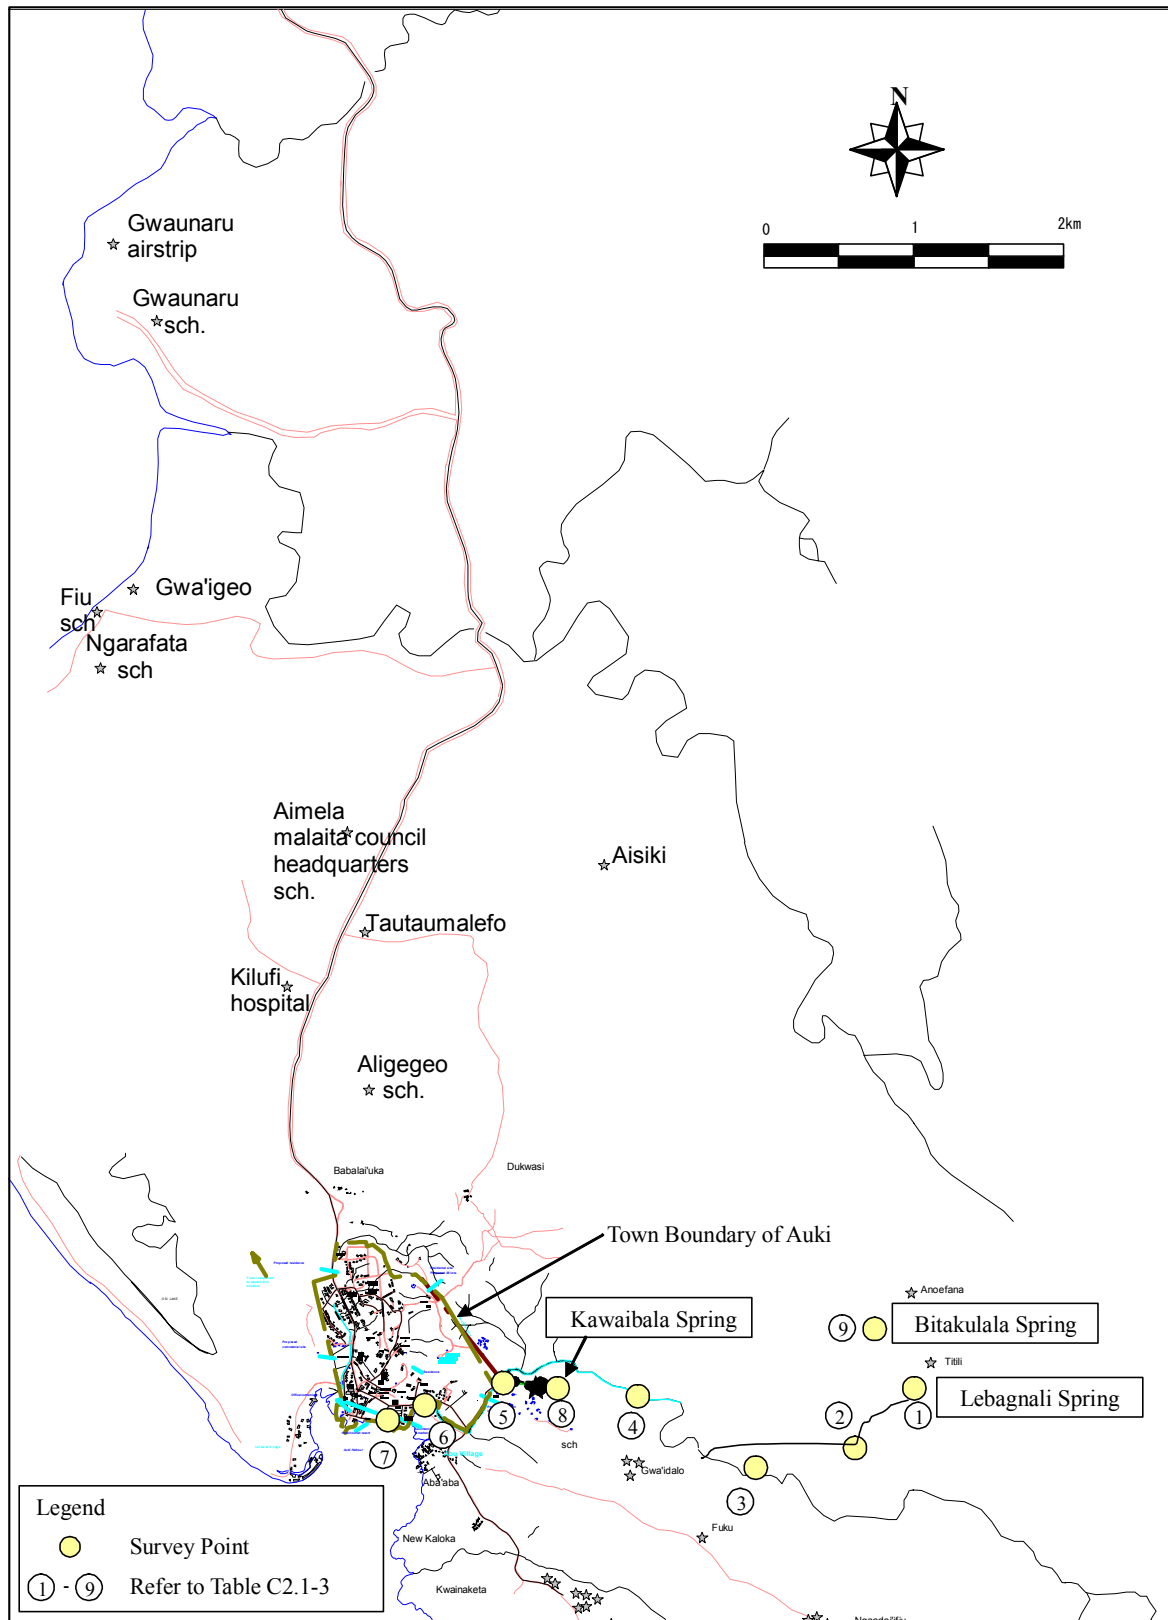 N
0 1 2km
Gwaunaru
airstrip
Gwaunaru
sch.
Gwa'igeo
Fiu
sch
Ngarafata
sch
Aimela
malaita council
headquarters
sch.
Aisiki
Tautaumalefo
Kilufi
hospital
Aligegeo
sch.
Babalai'uka
Dukwasi
Town Boundary of Auki
Kawaibala Spring
Anoefana
9
Bitakulala Spring
Titili
Lebagnali Spring
1
2
3
4
5
6
7
8
sch
Gwa'idalo
Aba'aba
Fuku
New Kaloka
Kwainaketa
Legend
Survey Point
1 - 9 Refer to Table C2.1-3